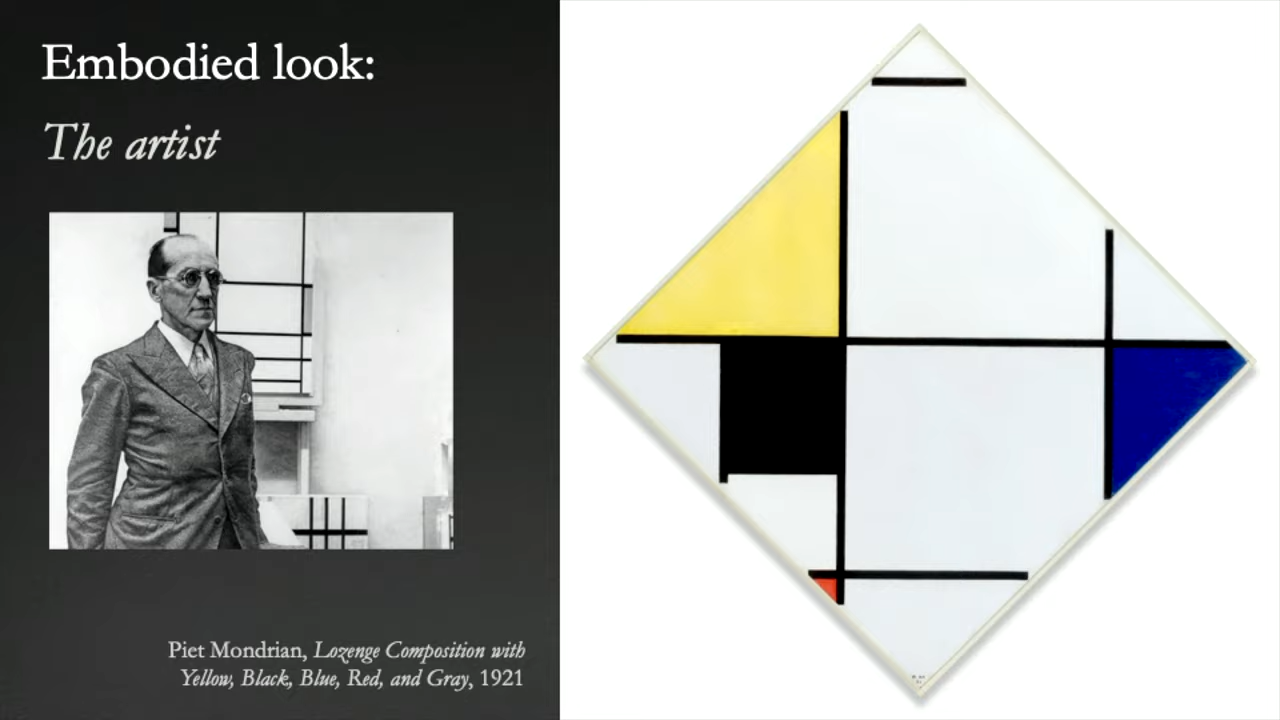 Embodied look:
The artist
Piet Mondrian, Lozenge Composition with
Yellow, Black, Blue, Red, and Gray, 1921